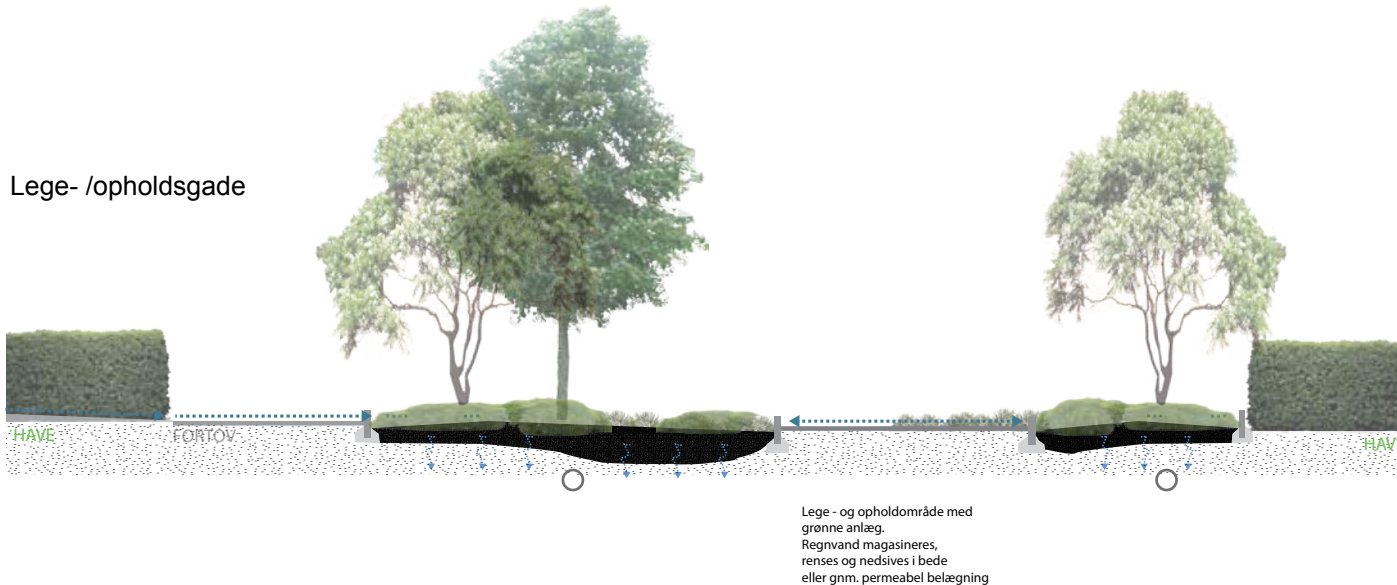 Lege- /opholdsgade
HAVE
FORTOV
HAV
Lege - og opholdområde med
grønne anlæg.
Regnvand magasineres,
renses og nedsives i bede
eller gnm. permeabel belægning